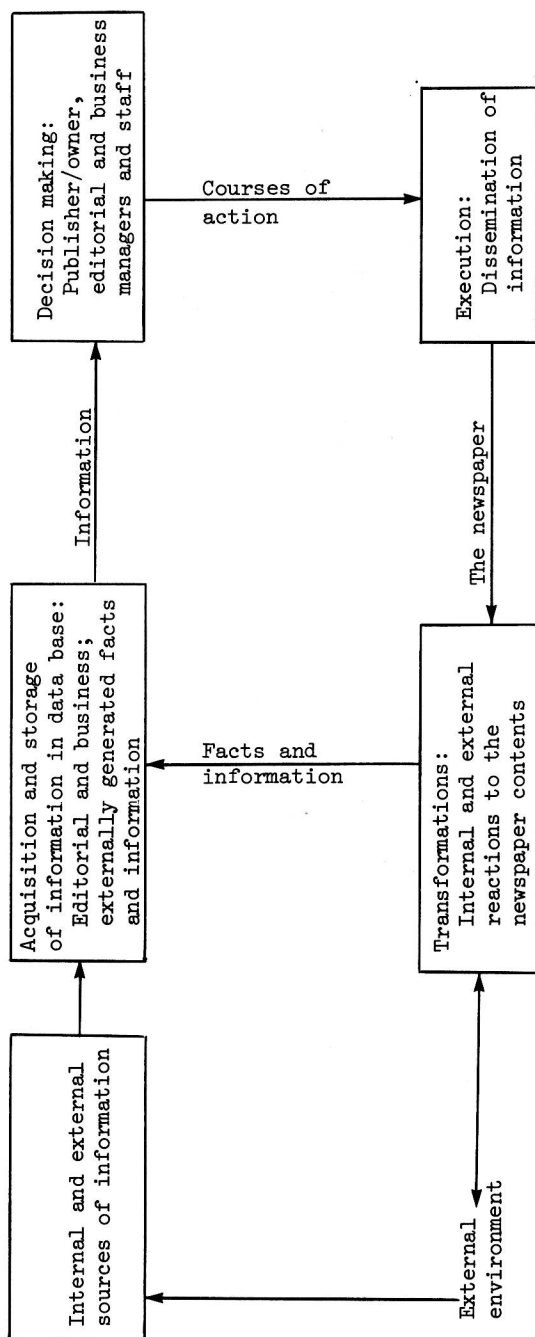 Internal and external
sources of information
Acquisition and storage
of information in data base:
Editorial and business;
externally generated facts
and information
Information
Decision making:
Publisher/owner,
editorial and business
managers and staff
Facts and
information
Courses of
action
External
environment
Transformations:
Internal and external
reactions to the
newspaper contents
The newspaper
Execution:
Dissemination of
information